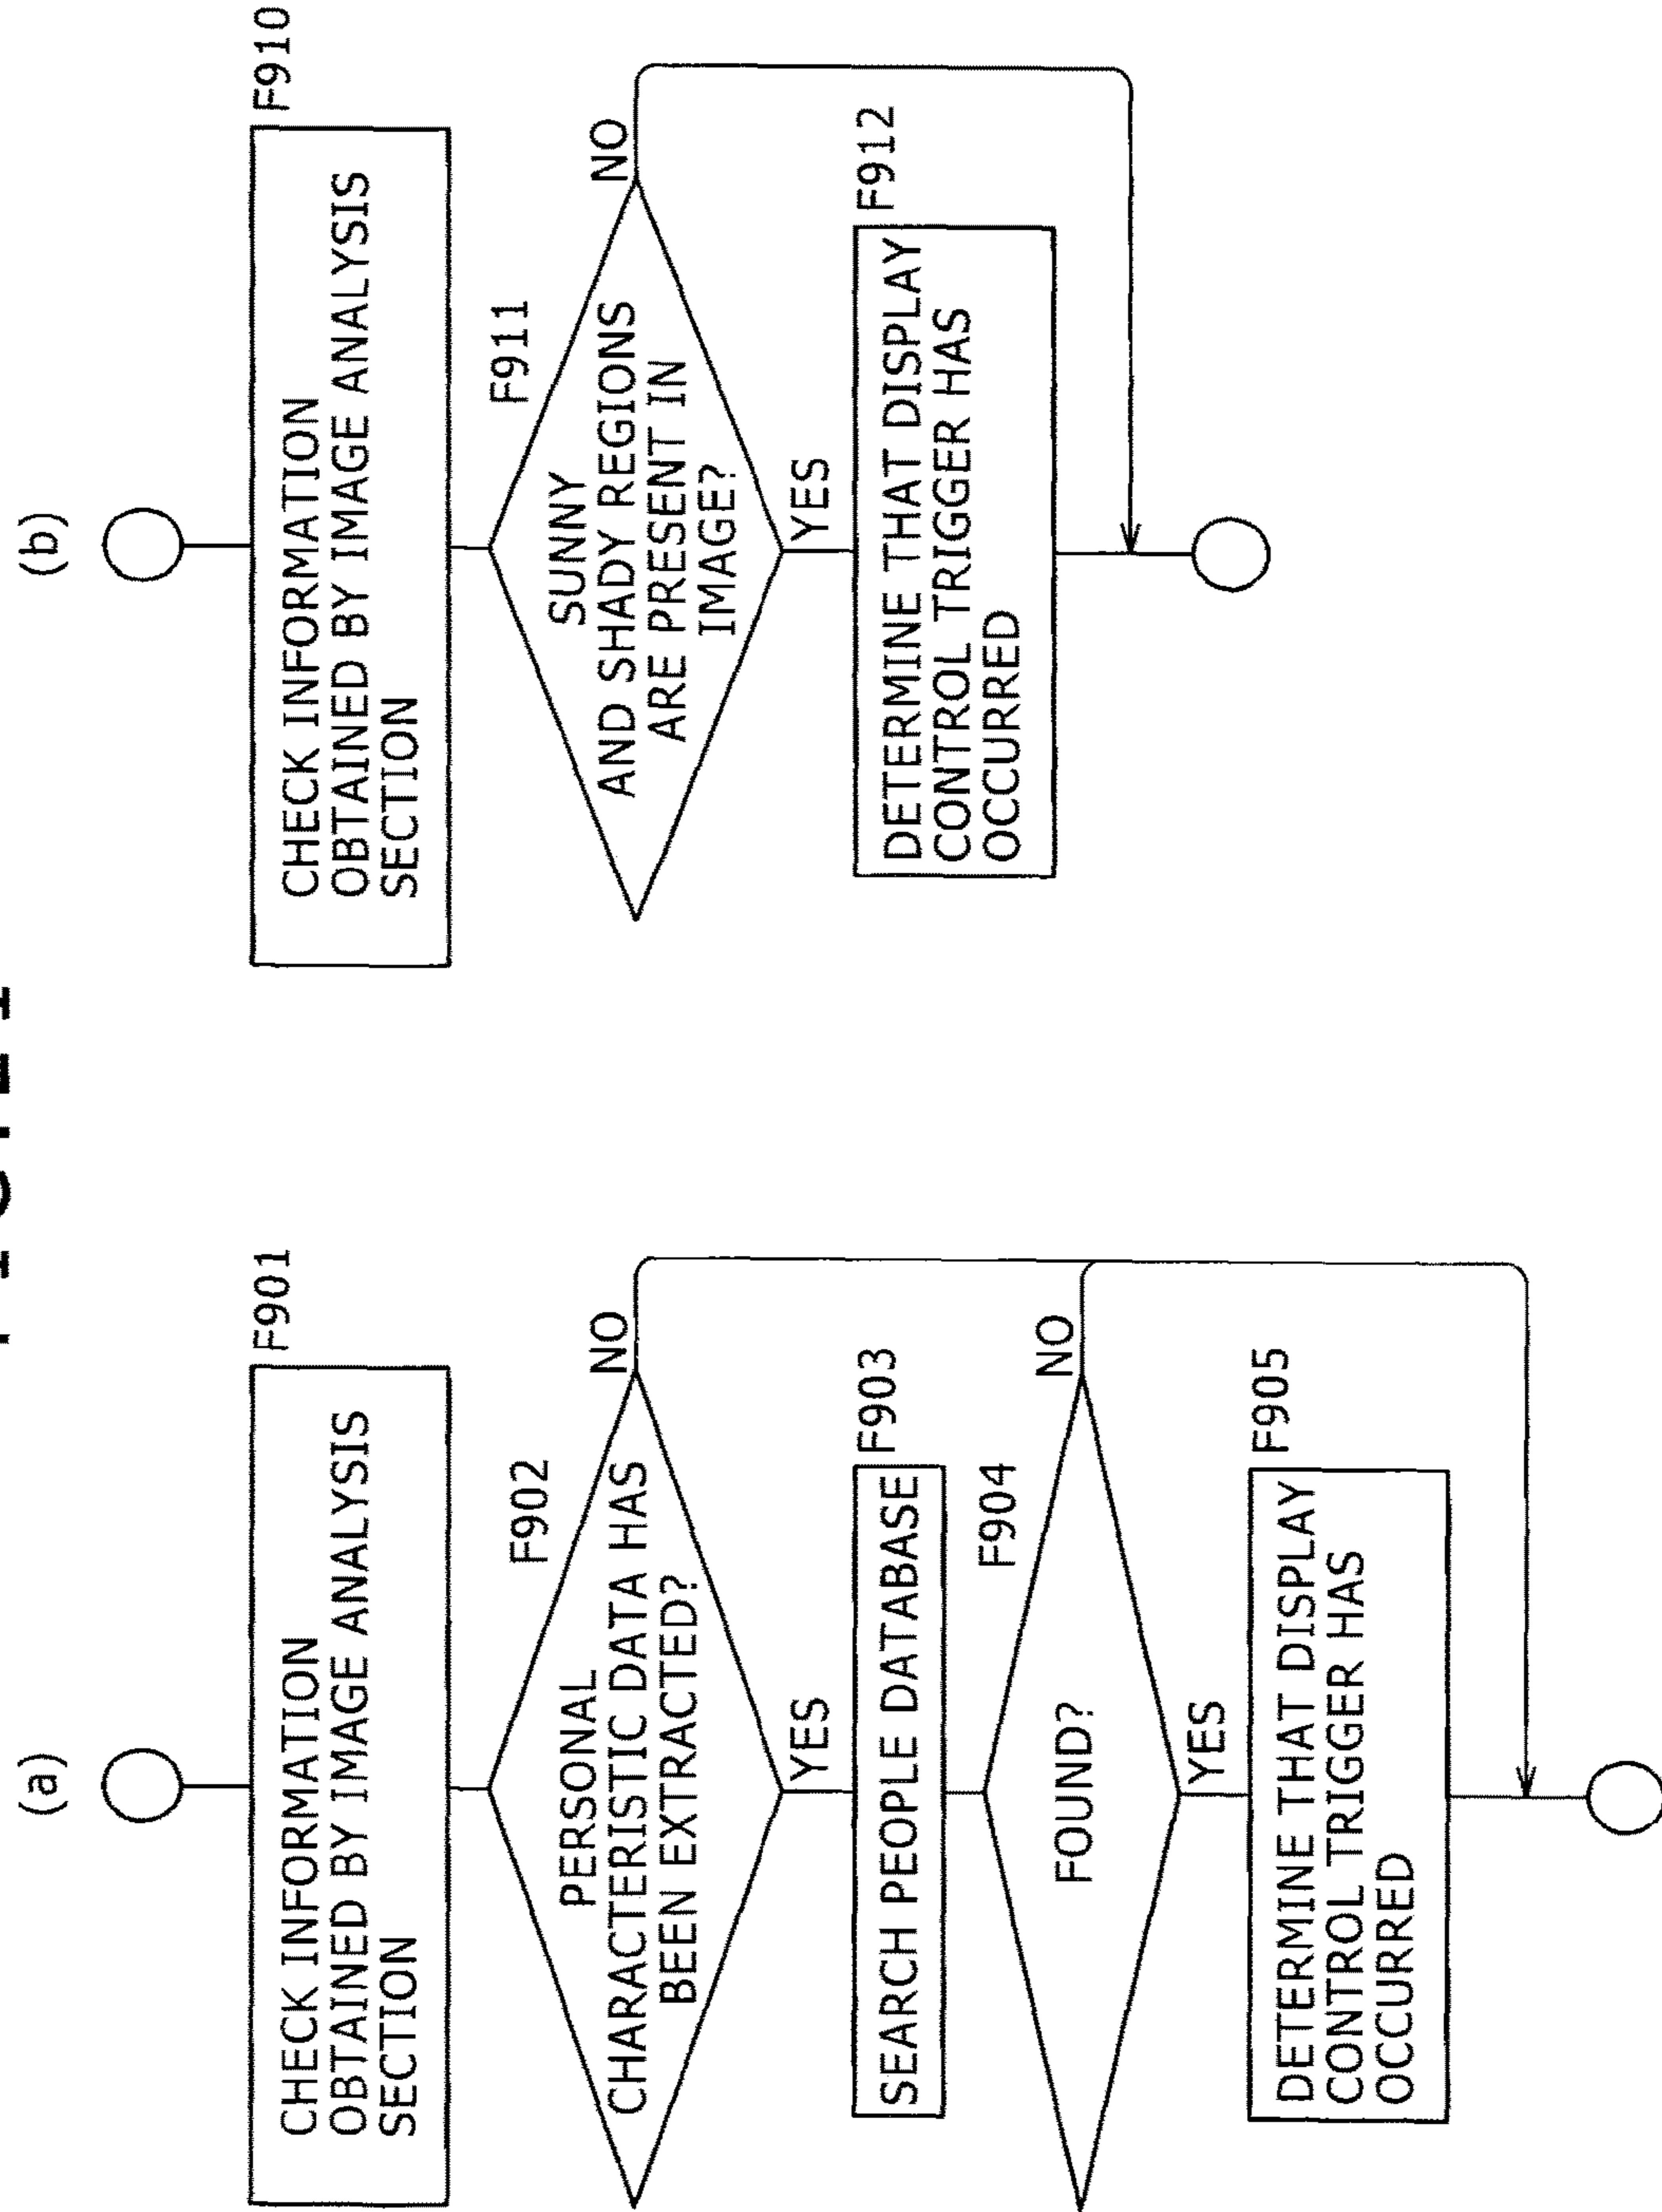 (a)
F901
CHECK INFORMATION
OBTAINED BY IMAGE ANALYSIS
SECTION
F902
PERSONAL
CHARACTERISTIC DATA HAS
BEEN EXTRACTED?
NO
YES
F903
SEARCH PEOPLE DATABASE
F904
FOUND?
NO
YES
F905
DETERMINE THAT DISPLAY
CONTROL TRIGGER HAS
OCCURRED
(b)
F910
CHECK INFORMATION
OBTAINED BY IMAGE ANALYSIS
SECTION
F911
SUNNY
AND SHADY REGIONS
ARE PRESENT IN
IMAGE?
NO
YES
F912
DETERMINE THAT DISPLAY
CONTROL TRIGGER HAS
OCCURRED